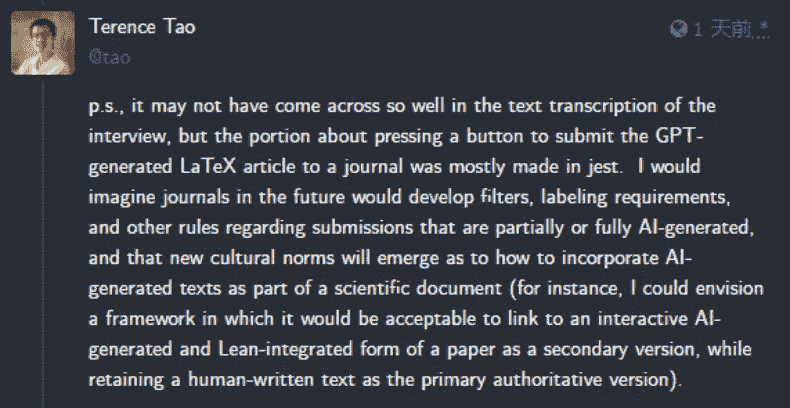 Terence Tao
1 天前 *
@tao
p.s., it may not have come across so well in the text transcription of the
interview, but the portion about pressing a button to submit the GPT-
generated LaTeX article to a journal was mostly made in jest.  I would
imagine journals in the future would develop filters, labeling requirements,
and other rules regarding submissions that are partially or fully AI-generated,
and that new cultural norms will emerge as to how to incorporate AI-
generated texts as part of a scientific document (for instance, I could envision
a framework in which it would be acceptable to link to an interactive AI-
generated and Lean-integrated form of a paper as a secondary version, while
retaining a human-written text as the primary authoritative version).